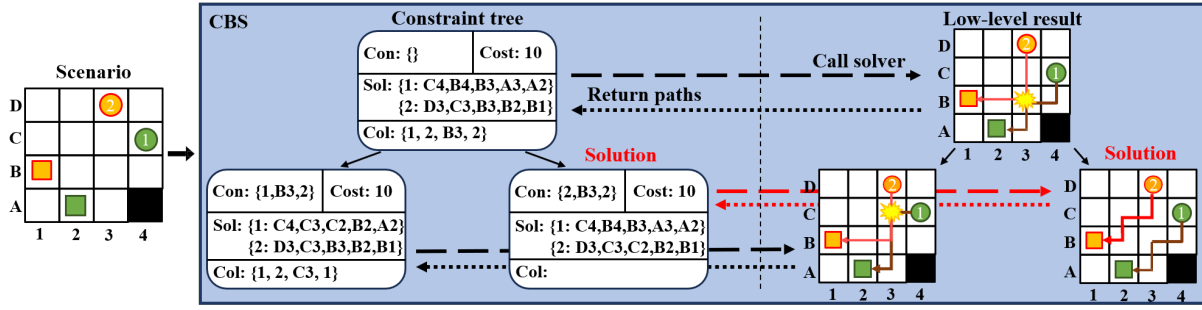 CBS
Constraint tree
Low-level result
Scenario
D
C
B
A
1 2 3 4
2
1
Con: {}
Cost: 10
Sol: {1: C4,B4,B3,A3,A2}
{2: D3,C3,B3,B2,B1}
Col: {1, 2, B3, 2}
Call solver
Return paths
D
C
B
A
1 2 3 4
2
1
Solution
Solution
Con: {1,B3,2}
Cost: 10
Sol: {1: C4,C3,C2,B2,A2}
{2: D3,C3,B3,B2,B1}
Col: {1, 2, C3, 1}
Con: {2,B3,2}
Cost: 10
Sol: {1: C4,B4,B3,A3,A2}
{2: D3,C3,C2,B2,B1}
Col:
D
C
B
A
1 2 3 4
2
1
D
C
B
A
1 2 3 4
2
1